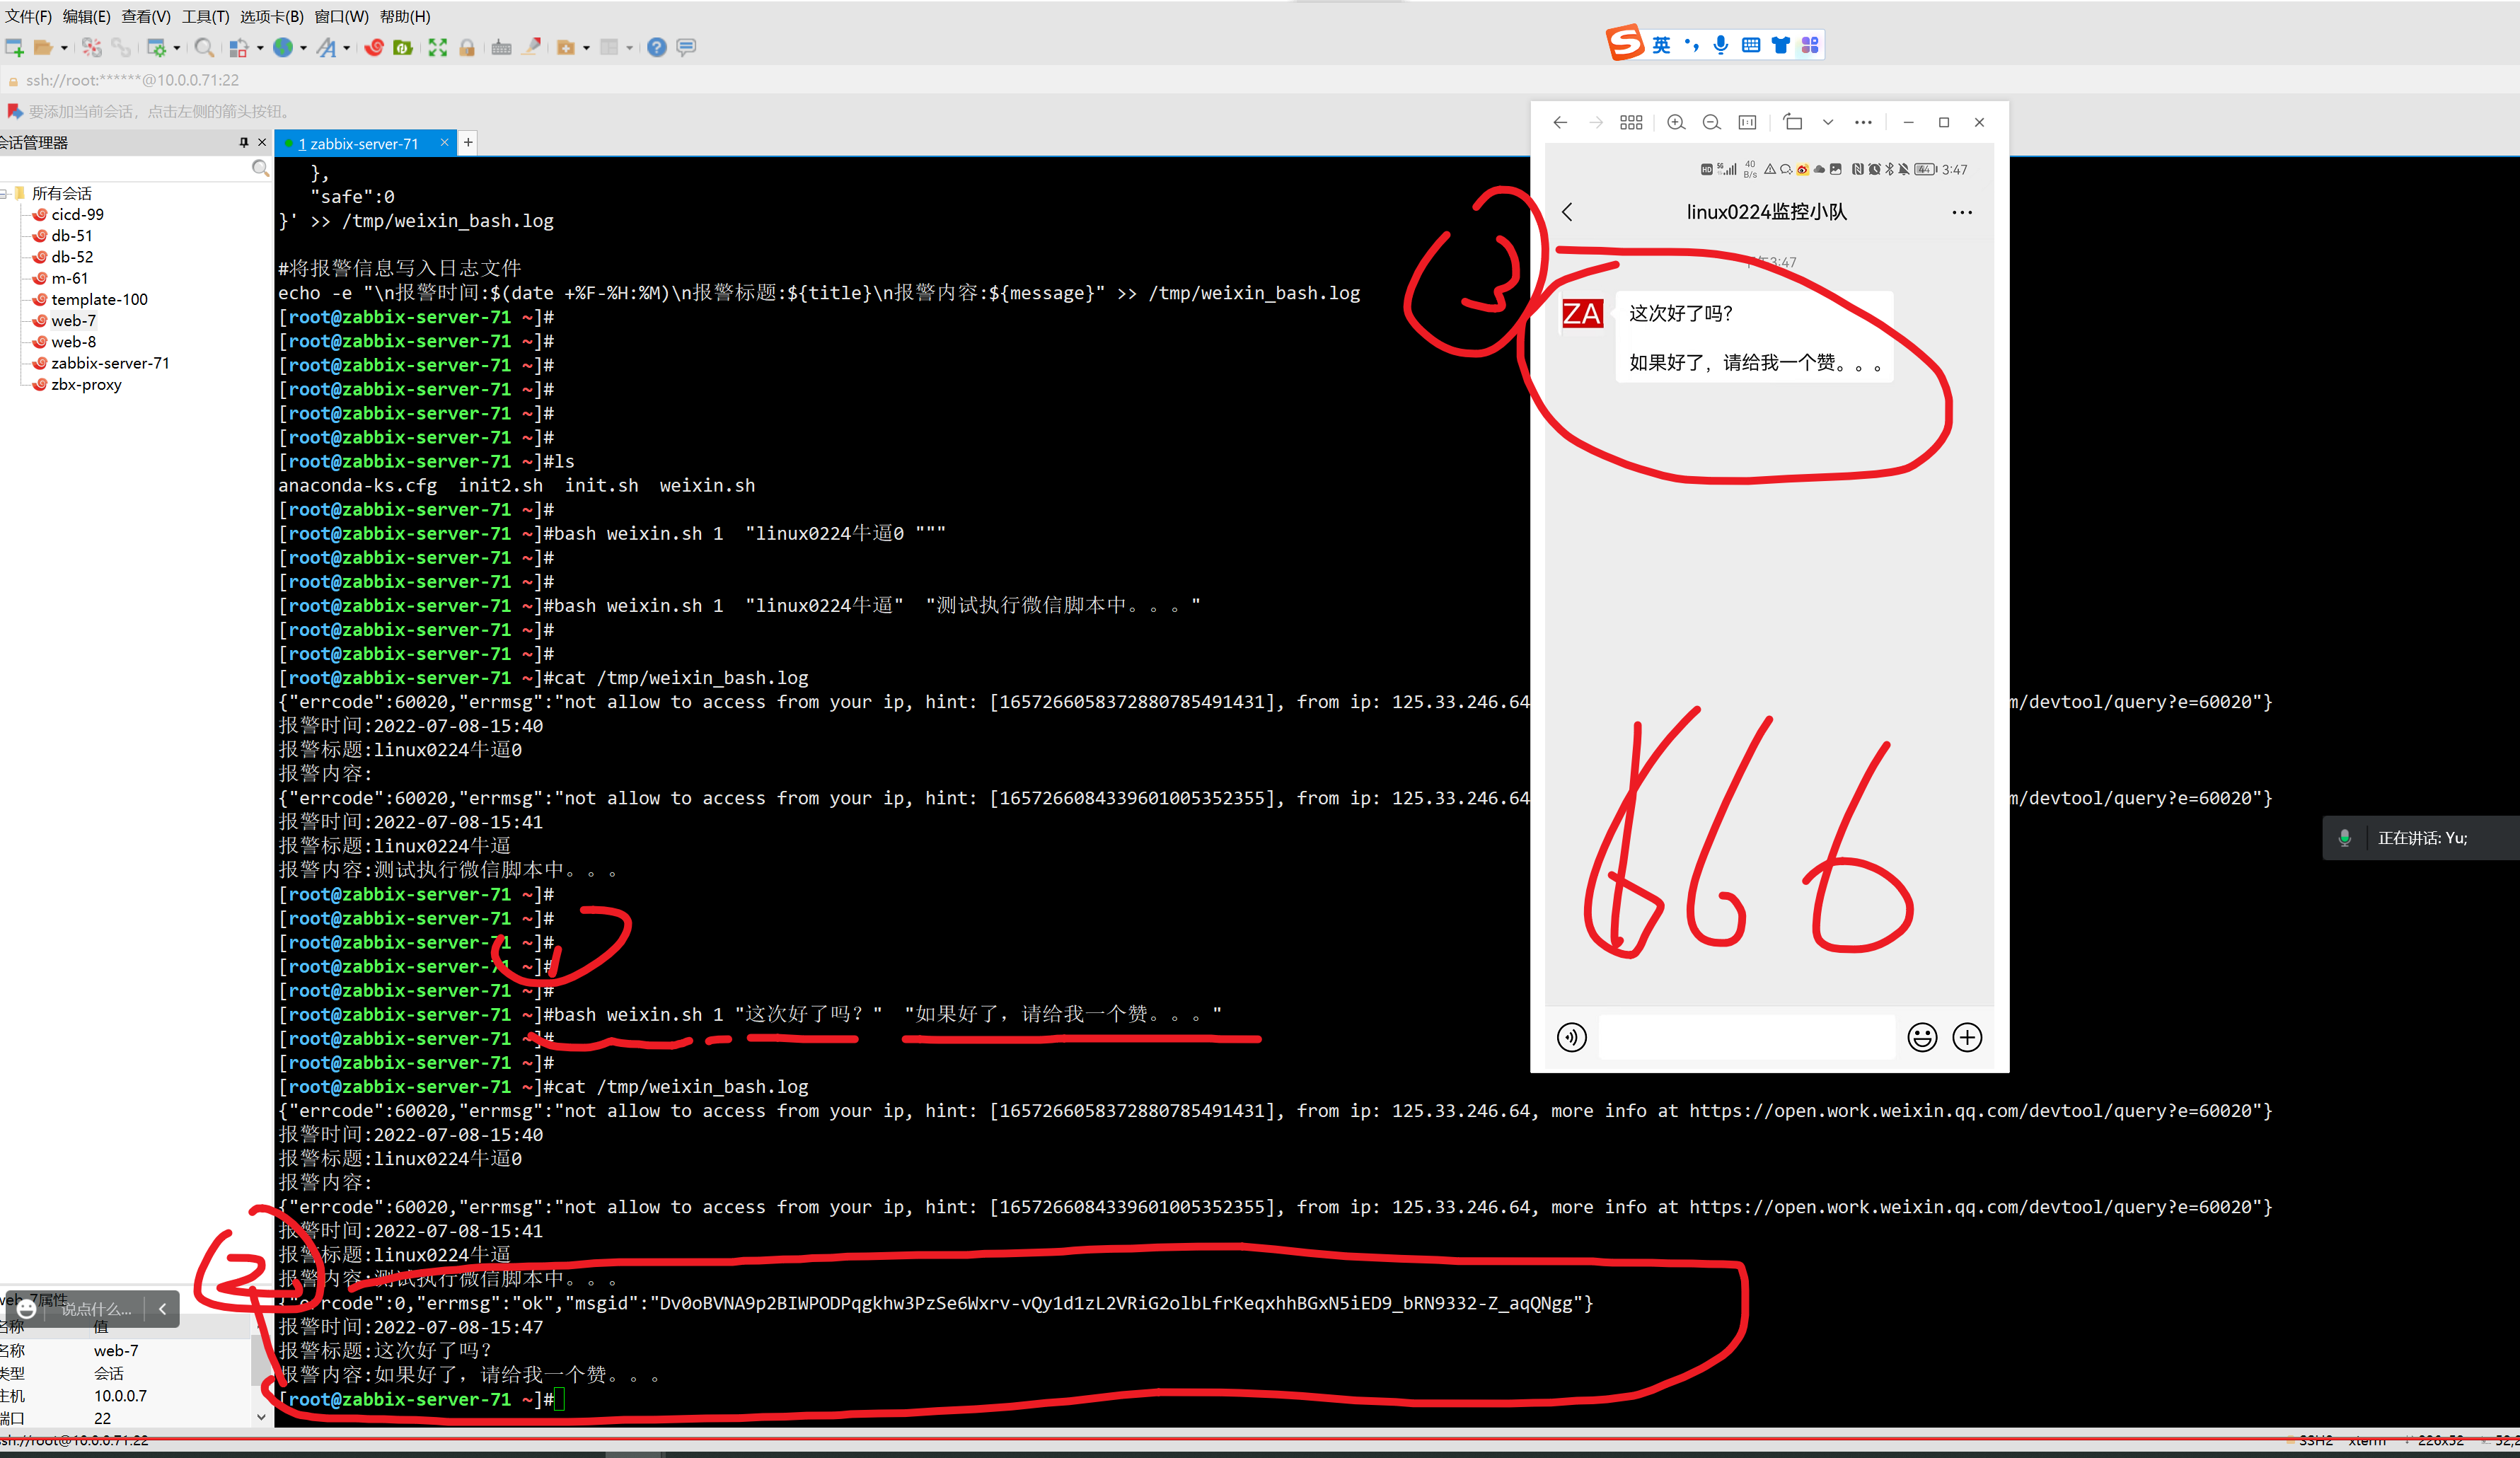 文件(F) 编辑(E) 查看(V) 工具(T) 选项卡(B) 窗口(W) 帮助(H)
英
ssh://root:******@10.0.0.71:22
要添加当前会话，点击左侧的箭头按钮。
会话管理器
1 zabbix-server-71
所有会话
cicd-99
db-51
db-52
m-61
template-100
web-7
web-8
zabbix-server-71
zbx-proxy
},
"safe":0
}' >> /tmp/weixin_bash.log
#将报警信息写入日志文件
echo -e "\n报警时间:$(date +%F-%H:%M)\n报警标题:${title}\n报警内容:${message}" >> /tmp/weixin_bash.log
[root@zabbix-server-71 ~]#
[root@zabbix-server-71 ~]#
[root@zabbix-server-71 ~]#
[root@zabbix-server-71 ~]#
[root@zabbix-server-71 ~]#
[root@zabbix-server-71 ~]#
[root@zabbix-server-71 ~]#ls
anaconda-ks.cfg  init2.sh  init.sh  weixin.sh
[root@zabbix-server-71 ~]#
[root@zabbix-server-71 ~]#bash weixin.sh 1  "linux0224牛逼0 """
[root@zabbix-server-71 ~]#
[root@zabbix-server-71 ~]#
[root@zabbix-server-71 ~]#bash weixin.sh 1  "linux0224牛逼"  "测试执行微信脚本中。。。"
[root@zabbix-server-71 ~]#
[root@zabbix-server-71 ~]#
[root@zabbix-server-71 ~]#cat /tmp/weixin_bash.log
{"errcode":60020,"errmsg":"not allow to access from your ip, hint: [1657266058372880785491431], from ip: 125.33.246.64 m/devtool/query?e=60020"}
报警时间:2022-07-08-15:40
报警标题:linux0224牛逼0
报警内容:
{"errcode":60020,"errmsg":"not allow to access from your ip, hint: [1657266084339601005352355], from ip: 125.33.246.64 m/devtool/query?e=60020"}
报警时间:2022-07-08-15:41
报警标题:linux0224牛逼
报警内容:测试执行微信脚本中。。。
[root@zabbix-server-71 ~]#
[root@zabbix-server-71 ~]#
[root@zabbix-server-71 ~]#
[root@zabbix-server-71 ~]#
[root@zabbix-server-71 ~]#
[root@zabbix-server-71 ~]#bash weixin.sh 1 "这次好了吗？"  "如果好了，请给我一个赞。。。"
[root@zabbix-server-71 ~]#
[root@zabbix-server-71 ~]#
[root@zabbix-server-71 ~]#cat /tmp/weixin_bash.log
{"errcode":60020,"errmsg":"not allow to access from your ip, hint: [1657266058372880785491431], from ip: 125.33.246.64, more info at https://open.work.weixin.qq.com/devtool/query?e=60020"}
报警时间:2022-07-08-15:40
报警标题:linux0224牛逼0
报警内容:
{"errcode":60020,"errmsg":"not allow to access from your ip, hint: [1657266084339601005352355], from ip: 125.33.246.64, more info at https://open.work.weixin.qq.com/devtool/query?e=60020"}
报警时间:2022-07-08-15:41
报警标题:linux0224牛逼
报警内容:测试执行微信脚本中。。。
{"errcode":0,"errmsg":"ok","msgid":"Dv0oBVNA9p2BIWPODPqgkhw3PzSe6Wxrv-vQy1d1zL2VRiG2olbLfrKeqxhhBGxN5iED9_bRN9332-Z_aqQNgg"}
报警时间:2022-07-08-15:47
报警标题:这次好了吗？
报警内容:如果好了，请给我一个赞。。。
[root@zabbix-server-71 ~]#
HD 5G 40 B/s 44 3:47
linux0224监控小队
3:47
ZA
这次好了吗？
如果好了，请给我一个赞。。。
1
2
3
666
正在讲话: Yu;
web-7属性
说点什么...
名称 值
名称 web-7
类型 会话
主机 10.0.0.7
端口 22
ssh://root@10.0.0.71:22
SSH2 xterm 226x52